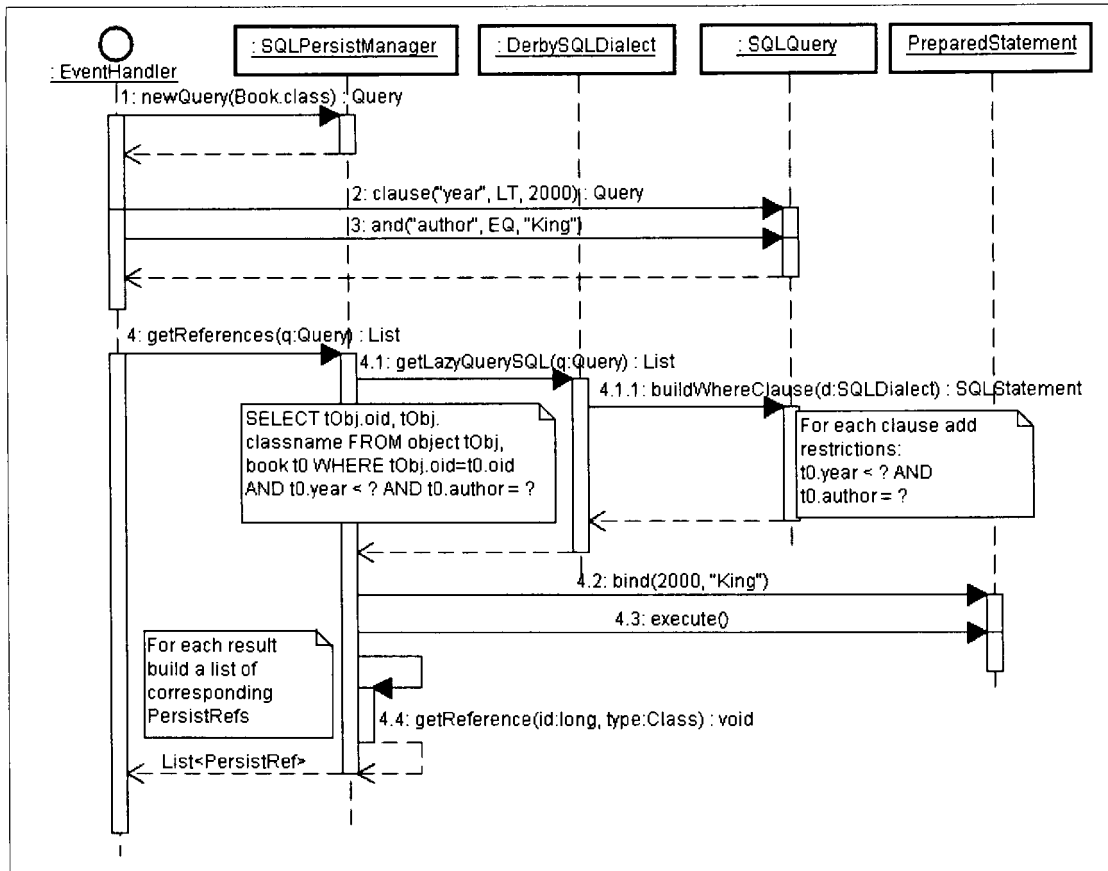 : EventHandler
: SQLPersistManager
: DerbySQLDialect
: SQLQuery
PreparedStatement
1: newQuery(Book.class) : Query
2: clause("year", LT, 2000) : Query
3: and("author", EQ, "King")
4: getReferences(q:Query) : List
4.1: getLazyQuerySQL(q:Query) : List
4.1.1: buildWhereClause(d:SQLDialect) : SQLStatement
SELECT tObj.oid, tObj.
classname FROM object tObj,
book t0 WHERE tObj.oid=t0.oid
AND t0.year < ? AND t0.author = ?
For each clause add
restrictions:
t0.year < ? AND
t0.author = ?
4.2: bind(2000, "King")
4.3: execute()
For each result
build a list of
corresponding
PersistRefs
4.4: getReference(id:long, type:Class) : void
List<PersistRef>